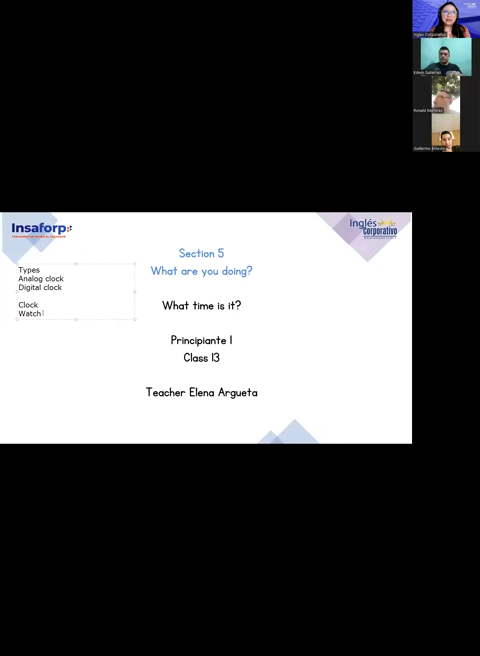 Inglés Corporativo
Edwin Gutierrez
Ronald Martinez
Insaforp
Inglés
Corporativo
Section 5
What are you doing?
Types
Analog clock
Digital clock
Clock
Watch
What time is it?
Principiante 1
Class 13
Teacher Elena Argueta